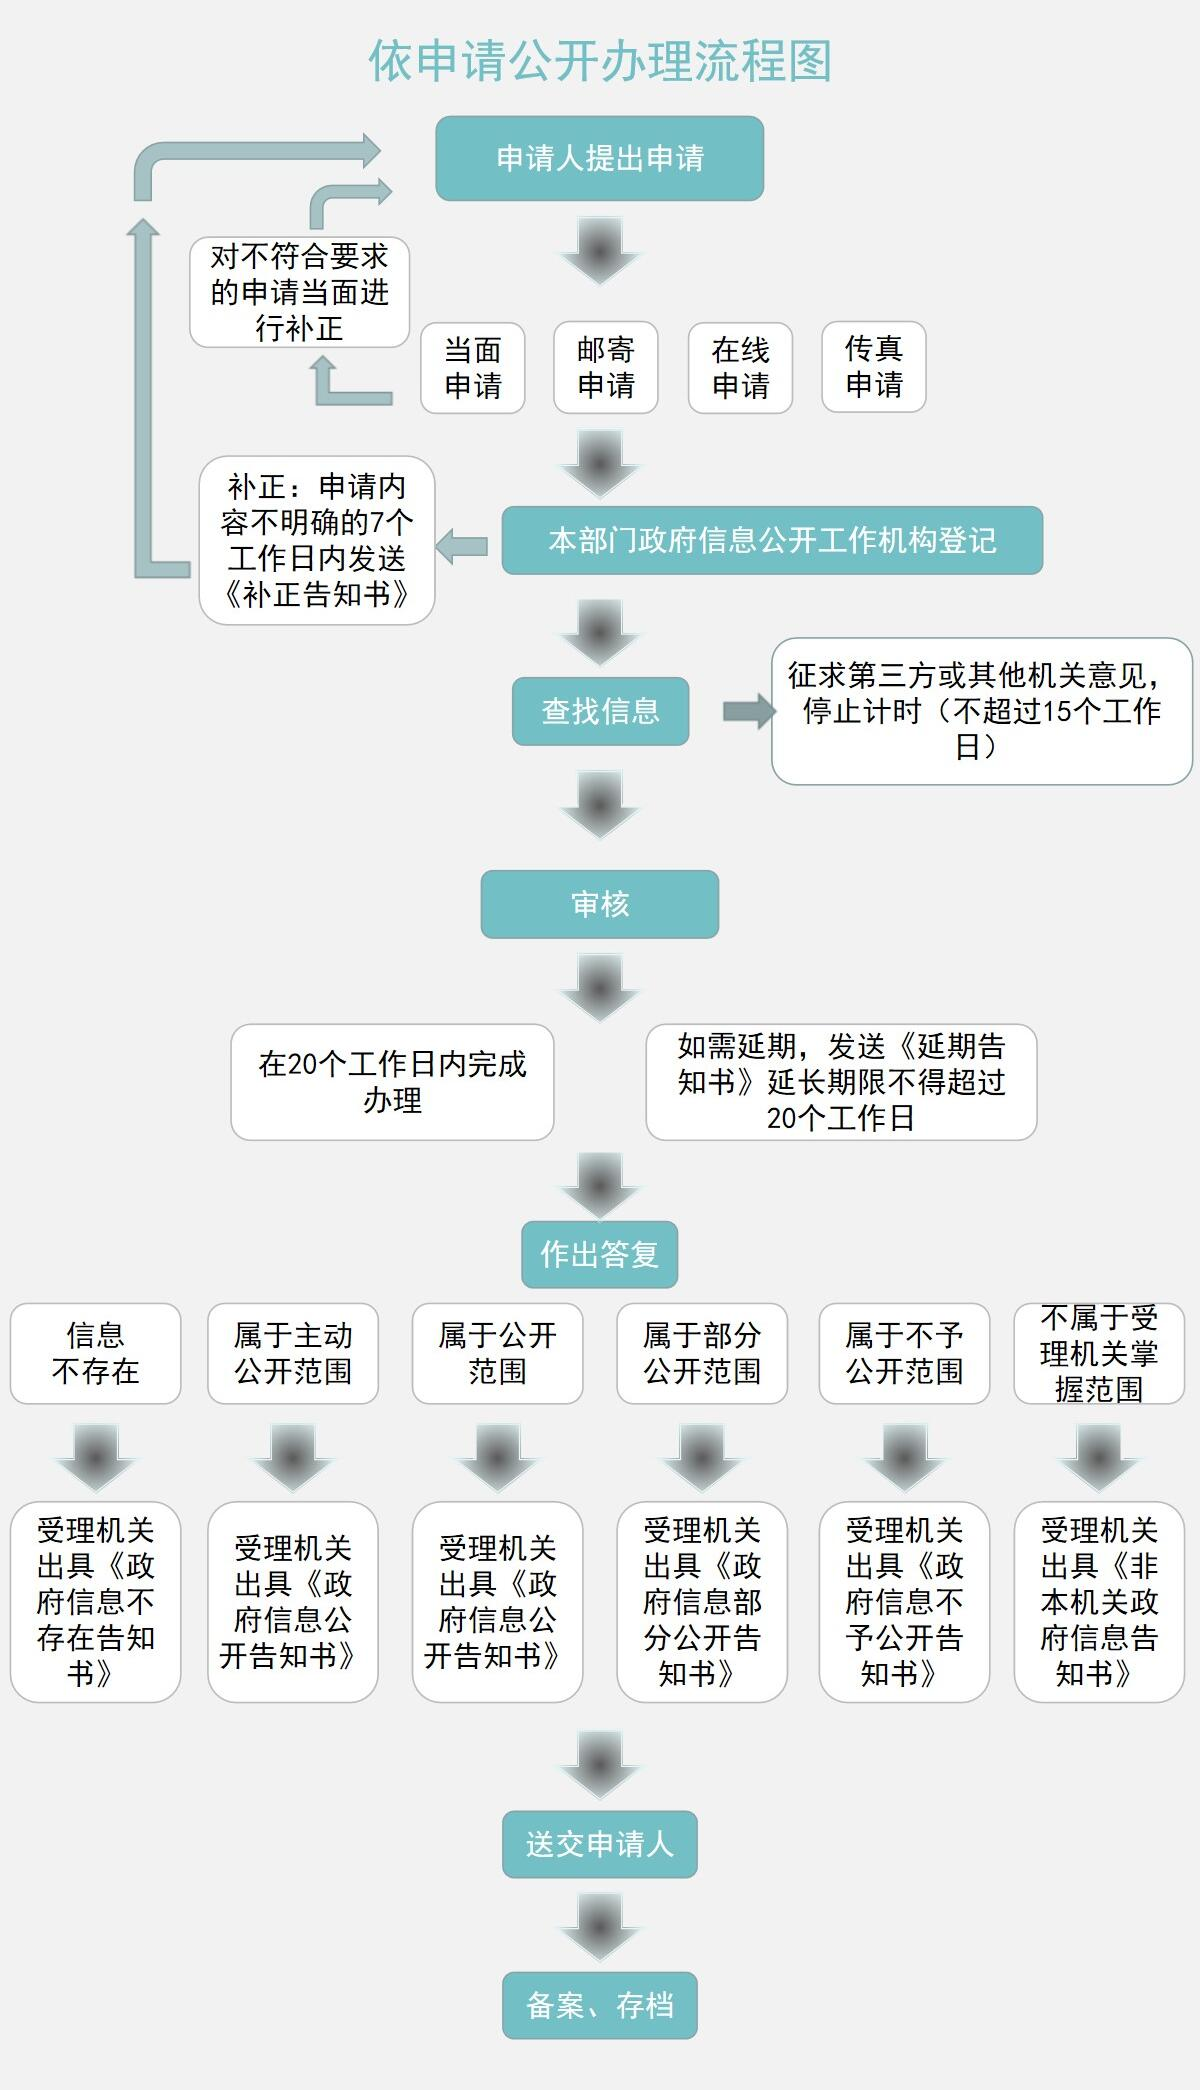 依申请公开办理流程图
申请人提出申请
对不符合要求
的申请当面进
行补正
当面
申请
邮寄
申请
在线
申请
传真
申请
补正：申请内
容不明确的7个
工作日内发送
《补正告知书》
本部门政府信息公开工作机构登记
查找信息
征求第三方或其他机关意见，
停止计时（不超过15个工作
日）
审核
在20个工作日内完成
办理
如需延期，发送《延期告
知书》延长期限不得超过
20个工作日
作出答复
信息
不存在
属于主动
公开范围
属于公开
范围
属于部分
公开范围
属于不予
公开范围
不属于受
理机关掌
握范围
受理机关
出具《政
府信息不
存在告知
书》
受理机关
出具《政
府信息公
开告知书》
受理机关
出具《政
府信息公
开告知书》
受理机关
出具《政
府信息部
分公开告
知书》
受理机关
出具《政
府信息不
予公开告
知书》
受理机关
出具《非
本机关政
府信息告
知书》
送交申请人
备案、存档